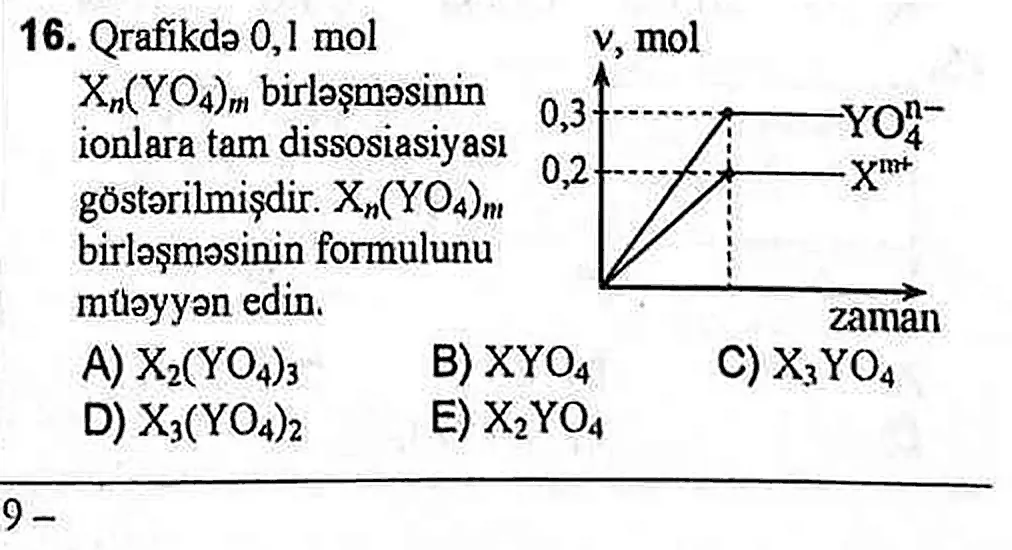 16. Qrafikdə 0,1 mol
Xₙ(YO₄)ₘ birləşməsinin
ionlara tam dissosiasiyası
göstərilmişdir. Xₙ(YO₄)ₘ
birləşməsinin formulunu
müəyyən edin.
ν, mol
0,3
YO₄ⁿ⁻
0,2
Xᵐ⁺
zaman
A) X₂(YO₄)₃ B) XYO₄ C) X₃YO₄
D) X₃(YO₄)₂ E) X₂YO₄
9 –